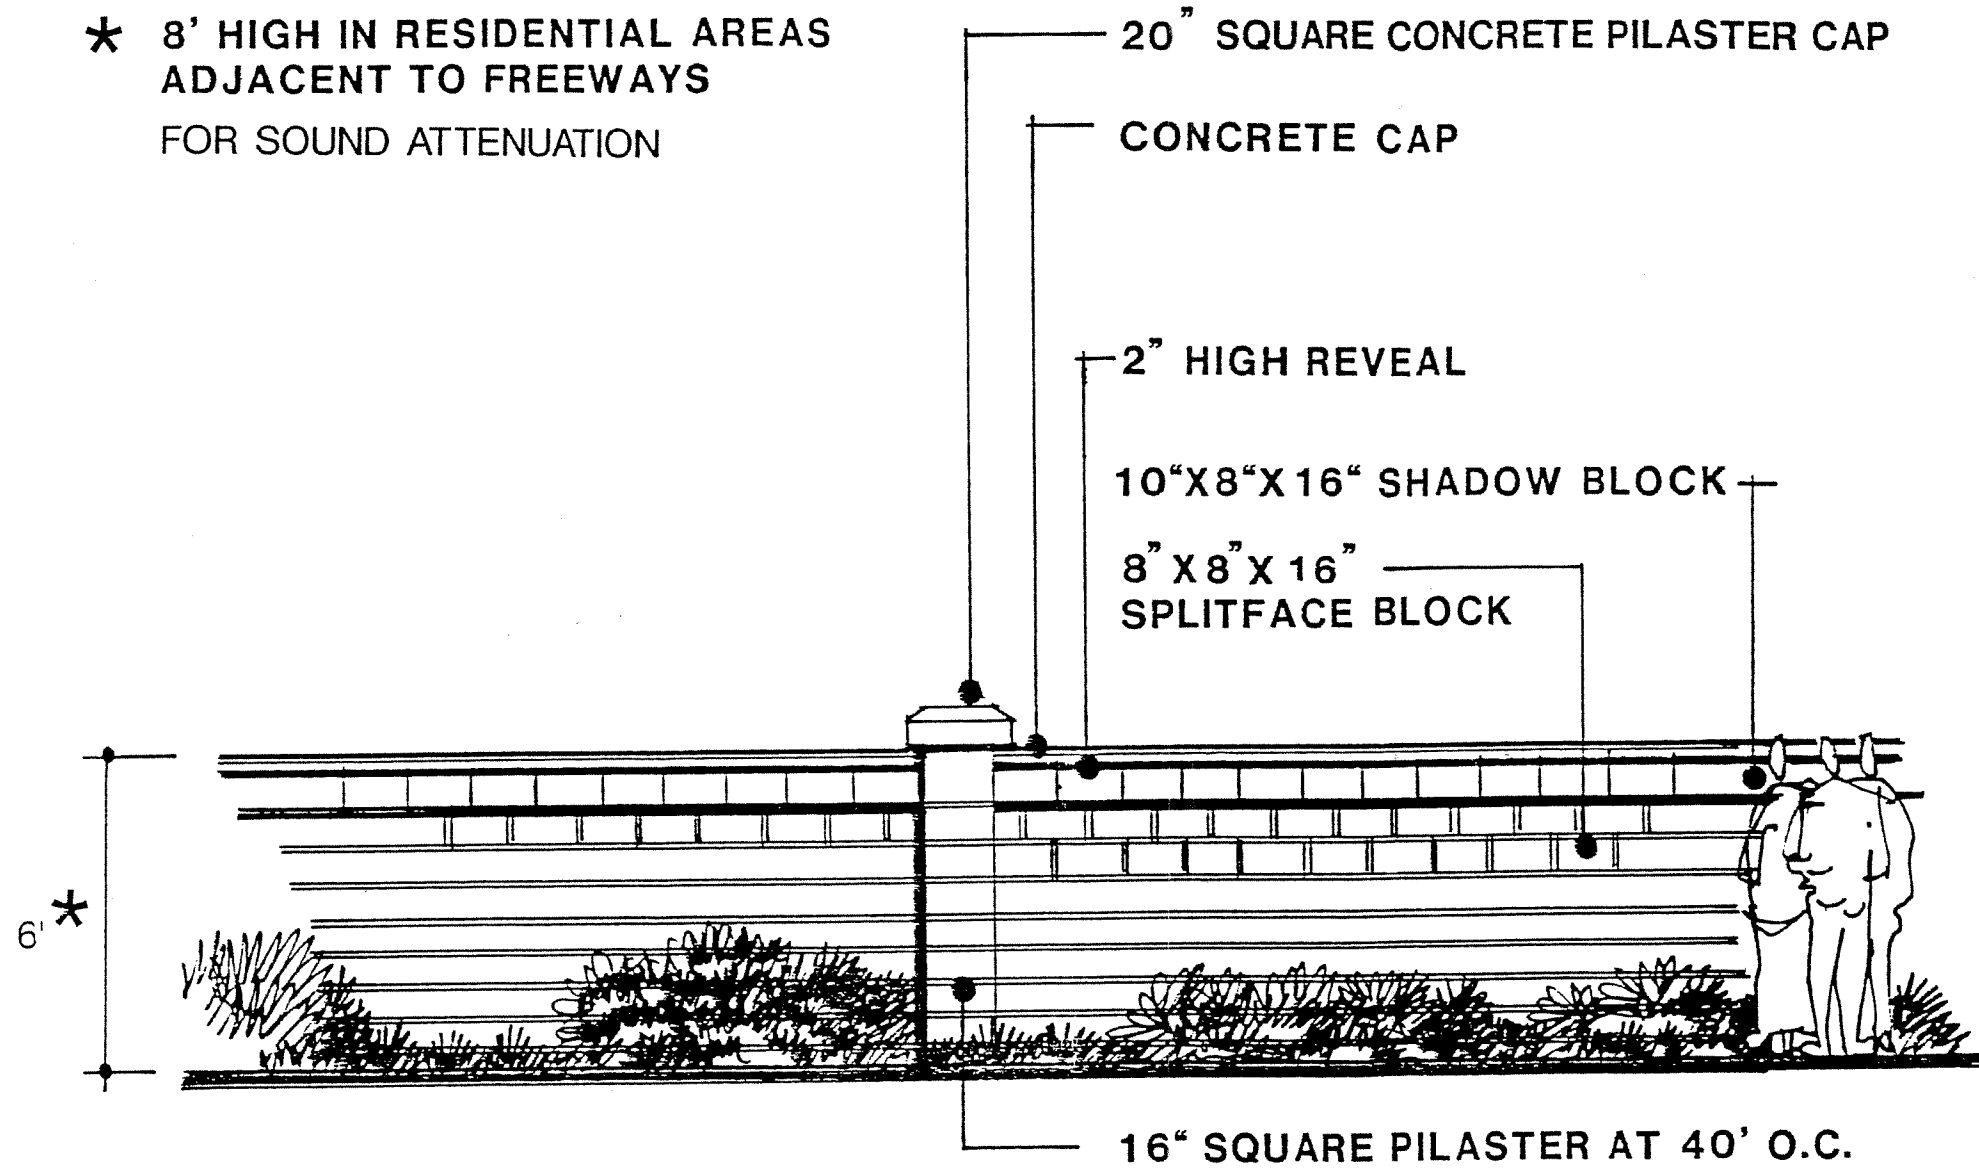 * 8' HIGH IN RESIDENTIAL AREAS
ADJACENT TO FREEWAYS
FOR SOUND ATTENUATION
20" SQUARE CONCRETE PILASTER CAP
CONCRETE CAP
2" HIGH REVEAL
10“X8“X16“ SHADOW BLOCK
8"X8"X16"
SPLITFACE BLOCK
6' *
16“ SQUARE PILASTER AT 40' O.C.